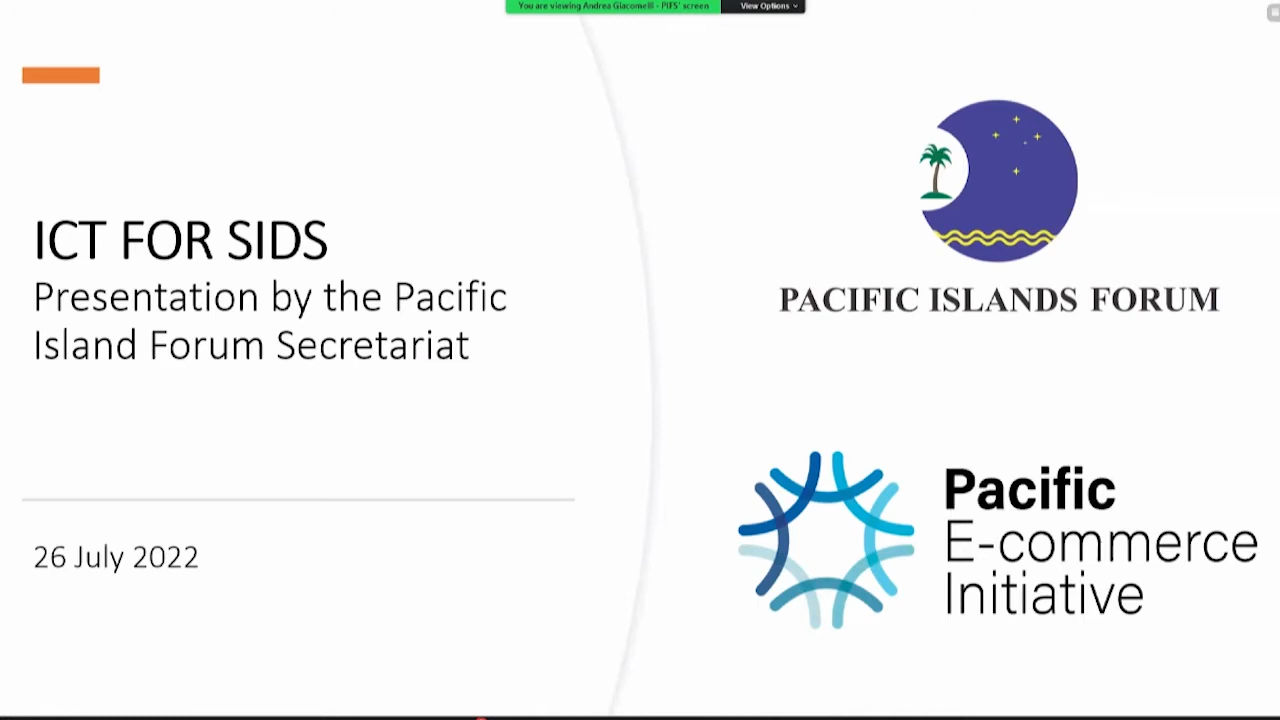 You are viewing Andrea Giacomelli - PIFS' screen
View Options
ICT FOR SIDS
Presentation by the Pacific
Island Forum Secretariat
26 July 2022
PACIFIC ISLANDS FORUM
Pacific
E-commerce
Initiative